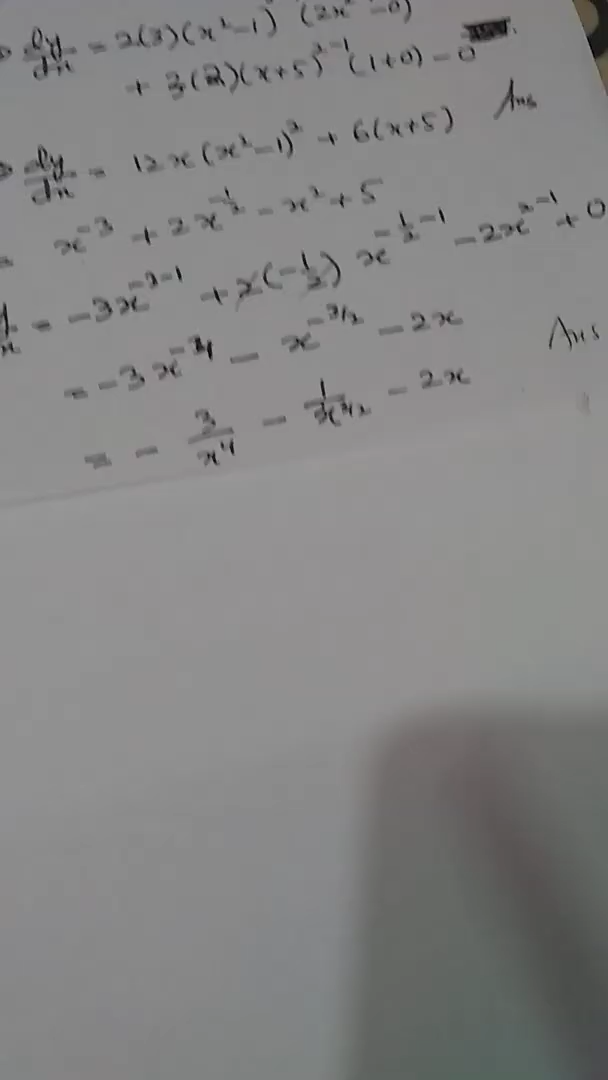 dy/dx = 2(3)(x²-1) (2x -0)
+ 3(2)(x+5)²⁻¹(1+0) - 0
dy/dx = 12x(x²-1)² + 6(x+5) Ans
= x⁻³ + 2x^(-1/2) - x² + 5
= -3x⁻³⁻¹ + 2(-1/2) x^(-1/2 -1) - 2x²⁻¹ + 0
= -3x⁻⁴ - x^(-3/2) - 2x
= - 3/x⁴ - 1/x^(3/2) - 2x Ans